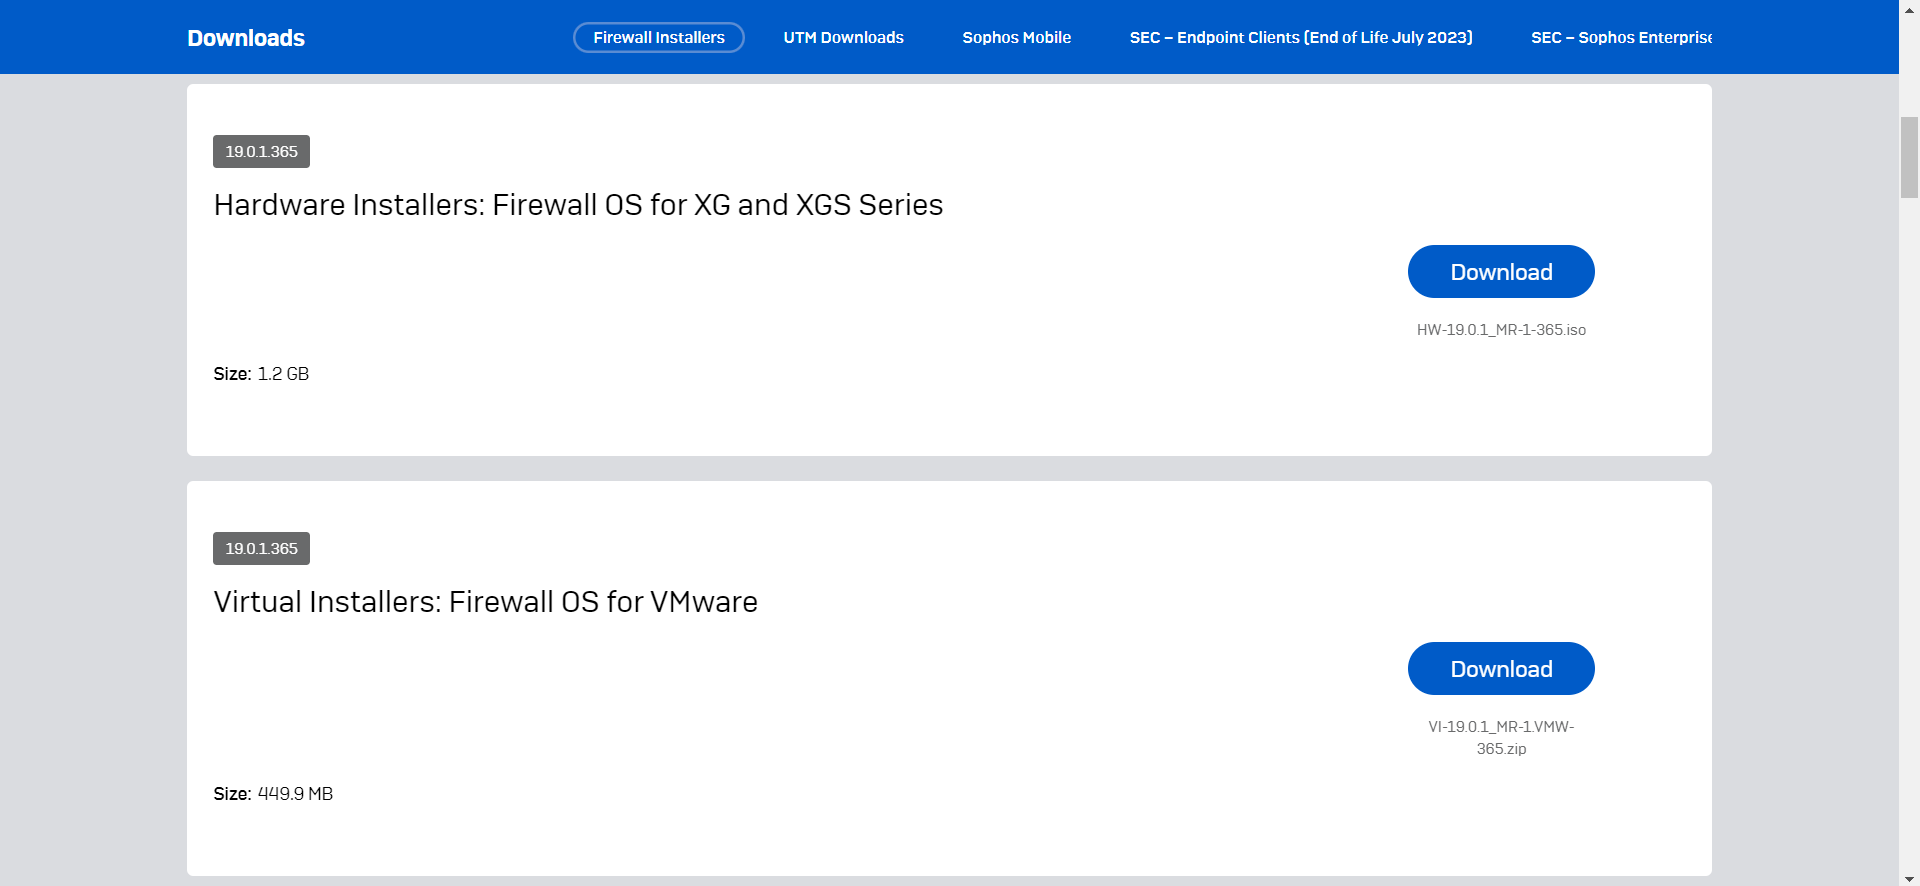 Downloads
Firewall Installers
UTM Downloads
Sophos Mobile
SEC – Endpoint Clients (End of Life July 2023)
SEC – Sophos Enterprise
19.0.1.365
Hardware Installers: Firewall OS for XG and XGS Series
Download
HW-19.0.1_MR-1-365.iso
Size: 1.2 GB
19.0.1.365
Virtual Installers: Firewall OS for VMware
Download
VI-19.0.1_MR-1.VMW-
365.zip
Size: 449.9 MB